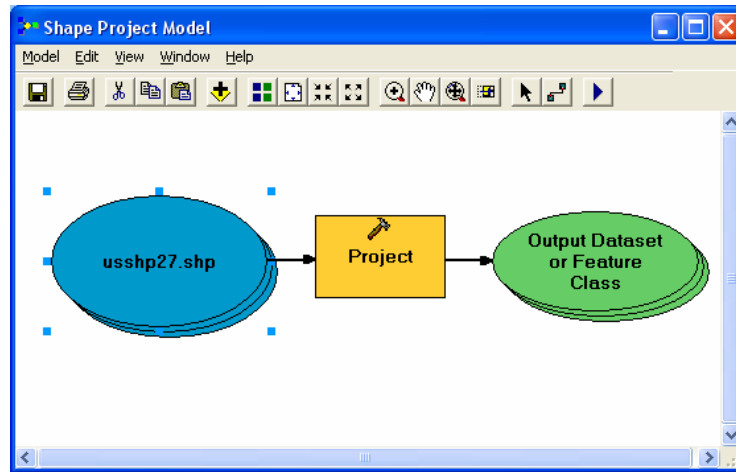 Shape Project Model
Model Edit View Window Help
usshp27.shp
Project
Output Dataset
or Feature
Class